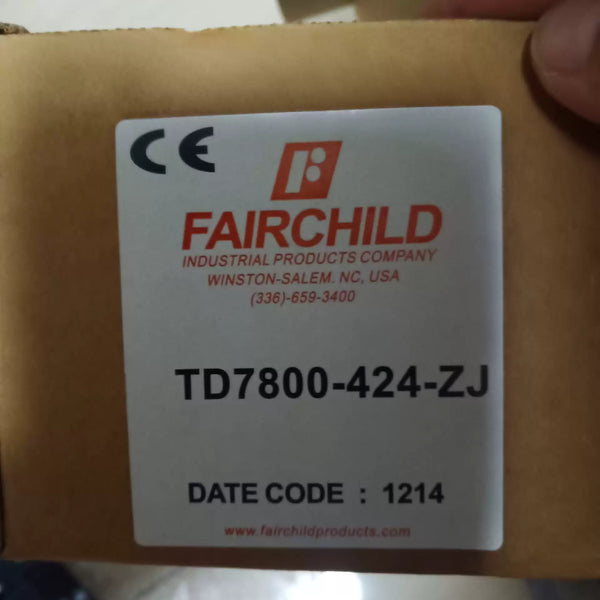 CE
FAIRCHILD
INDUSTRIAL PRODUCTS COMPANY
WINSTON-SALEM. NC, USA
(336)-659-3400
TD7800-424-ZJ
DATE CODE : 1214
www.fairchildproducts.com